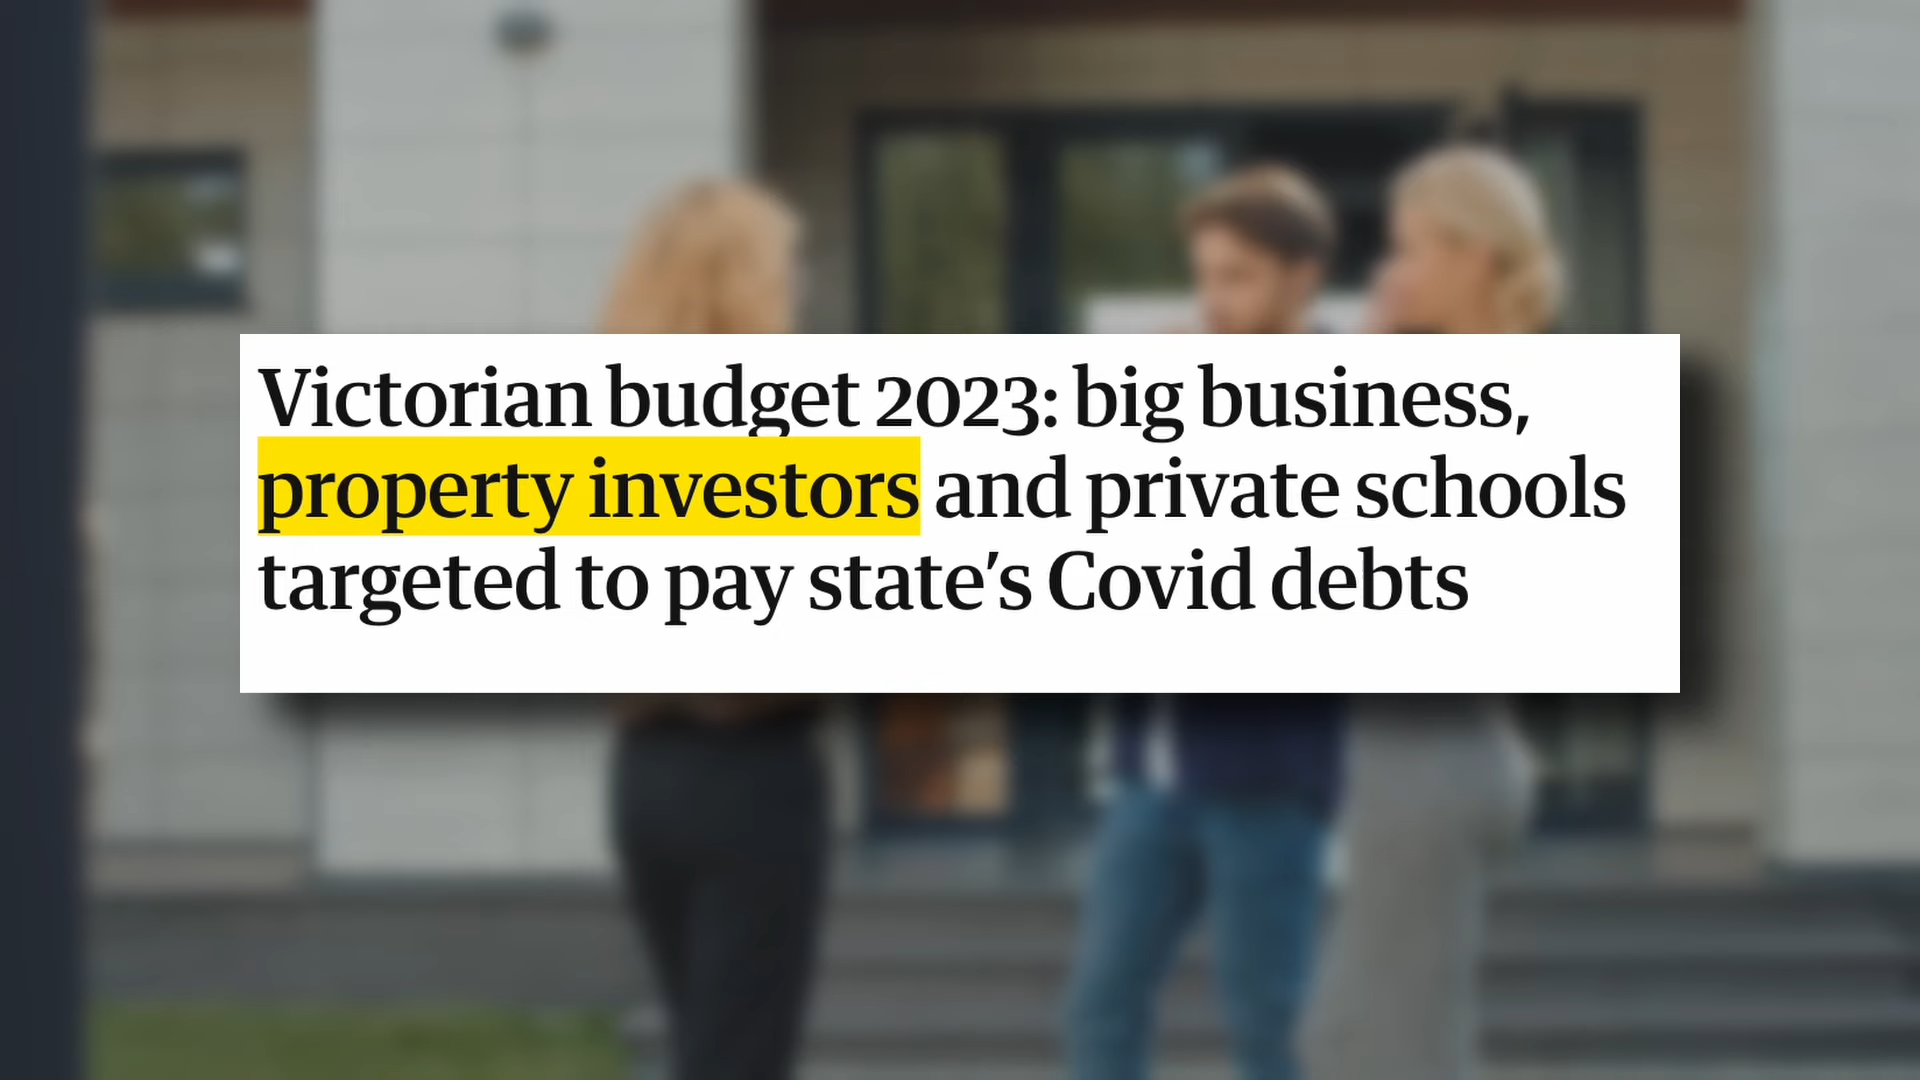 Victorian budget 2023: big business,
property investors and private schools
targeted to pay state’s Covid debts